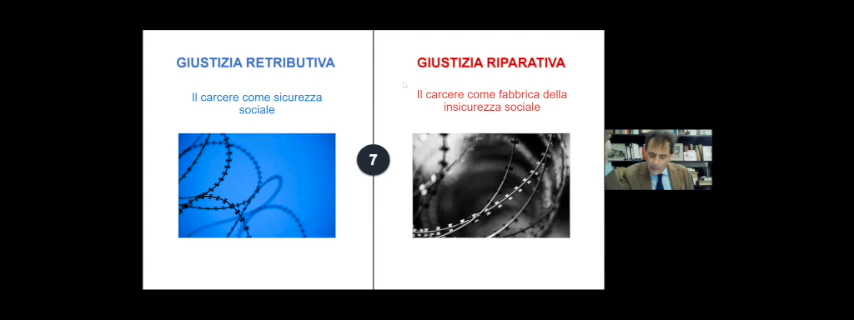 GIUSTIZIA RETRIBUTIVA
Il carcere come sicurezza
sociale
7
GIUSTIZIA RIPARATIVA
Il carcere come fabbrica della
insicurezza sociale